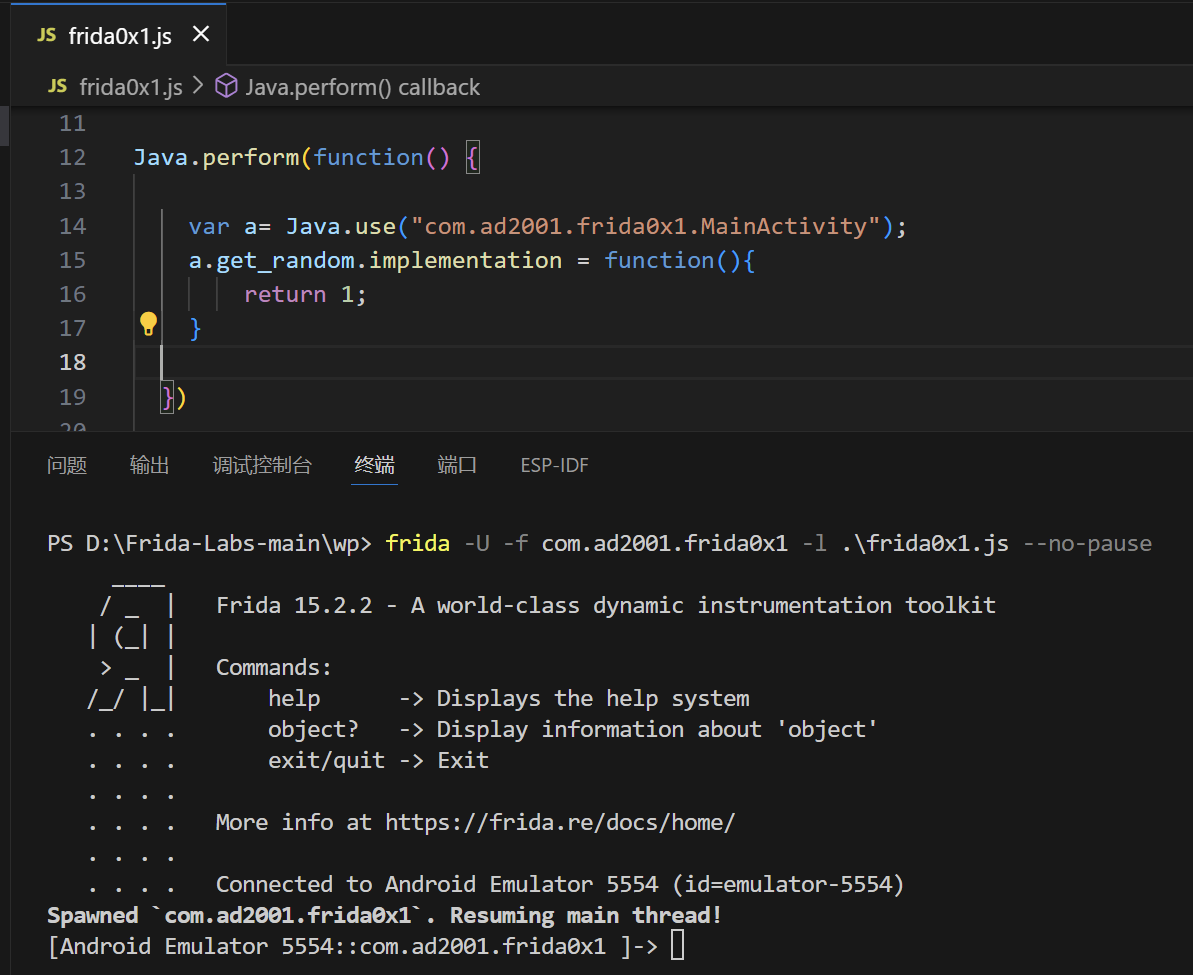 JS frida0x1.js ×
JS frida0x1.js > Java.perform() callback
11
12 Java.perform(function() {
13
14 var a= Java.use("com.ad2001.frida0x1.MainActivity");
15 a.get_random.implementation = function(){
16 return 1;
17 }
18
19 })
20
问题 输出 调试控制台 终端 端口 ESP-IDF
PS D:\Frida-Labs-main\wp> frida -U -f com.ad2001.frida0x1 -l .\frida0x1.js --no-pause
     ____
    / _  |   Frida 15.2.2 - A world-class dynamic instrumentation toolkit
   | (_| |
    > _  |   Commands:
   /_/ |_|       help      -> Displays the help system
   . . . .       object?   -> Display information about 'object'
   . . . .       exit/quit -> Exit
   . . . .
   . . . .   More info at https://frida.re/docs/home/
   . . . .
   . . . .   Connected to Android Emulator 5554 (id=emulator-5554)
Spawned `com.ad2001.frida0x1`. Resuming main thread!
[Android Emulator 5554::com.ad2001.frida0x1 ]->